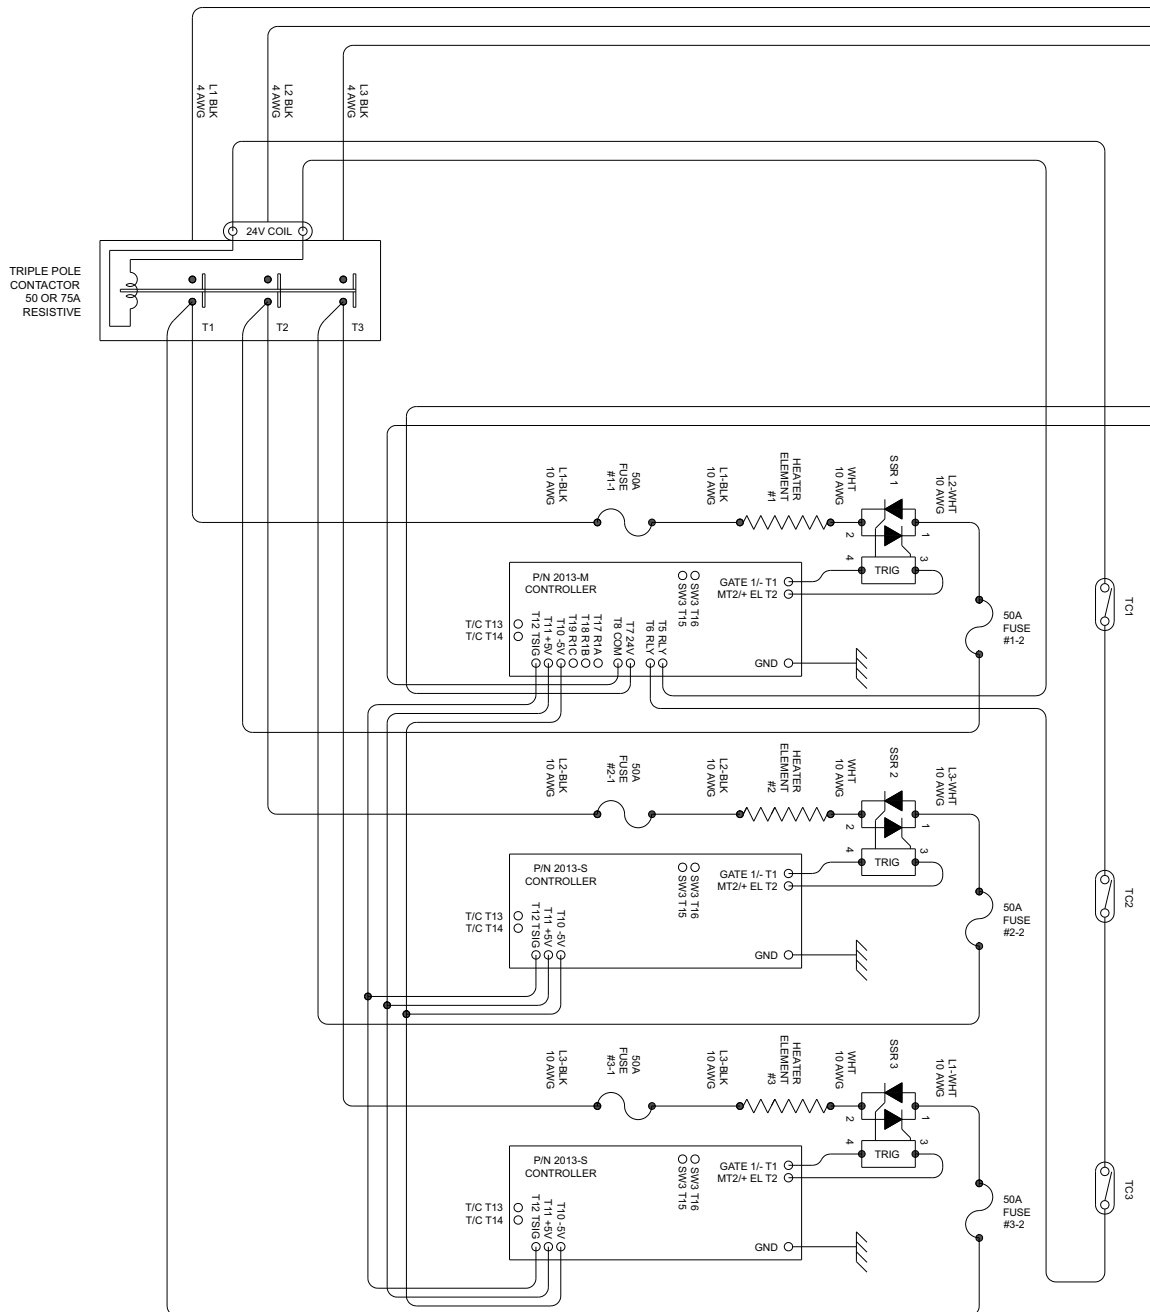 L1 BLK
4 AWG
L2 BLK
4 AWG
L3 BLK
4 AWG
24V COIL
TRIPLE POLE
CONTACTOR
50 OR 75A
RESISTIVE
T1
T2
T3
L1-BLK
10 AWG
50A
FUSE
#1-1
L1-BLK
10 AWG
HEATER
ELEMENT
#1
WHT
10 AWG
SSR 1
L2-WHT
10 AWG
2
1
4
3
TRIG
P/N 2013-M
CONTROLLER
SW3 T15
SW3 T16
GATE 1/- T1
MT2/+ EL T2
T/C T13
T/C T14
T12 TSIG
T11 +5V
T10 -5V
T19 R1C
T18 R1B
T17 R1A
T8 COM
T7 24V
T6 RLY
T5 RLY
GND
50A
FUSE
#1-2
TC1
L2-BLK
10 AWG
50A
FUSE
#2-1
L2-BLK
10 AWG
HEATER
ELEMENT
#2
WHT
10 AWG
SSR 2
L3-WHT
10 AWG
2
1
4
3
TRIG
P/N 2013-S
CONTROLLER
SW3 T15
SW3 T16
GATE 1/- T1
MT2/+ EL T2
T/C T13
T/C T14
T12 TSIG
T11 +5V
T10 -5V
GND
50A
FUSE
#2-2
TC2
L3-BLK
10 AWG
50A
FUSE
#3-1
L3-BLK
10 AWG
HEATER
ELEMENT
#3
WHT
10 AWG
SSR 3
L1-WHT
10 AWG
2
1
4
3
TRIG
P/N 2013-S
CONTROLLER
SW3 T15
SW3 T16
GATE 1/- T1
MT2/+ EL T2
T/C T13
T/C T14
T12 TSIG
T11 +5V
T10 -5V
GND
50A
FUSE
#3-2
TC3